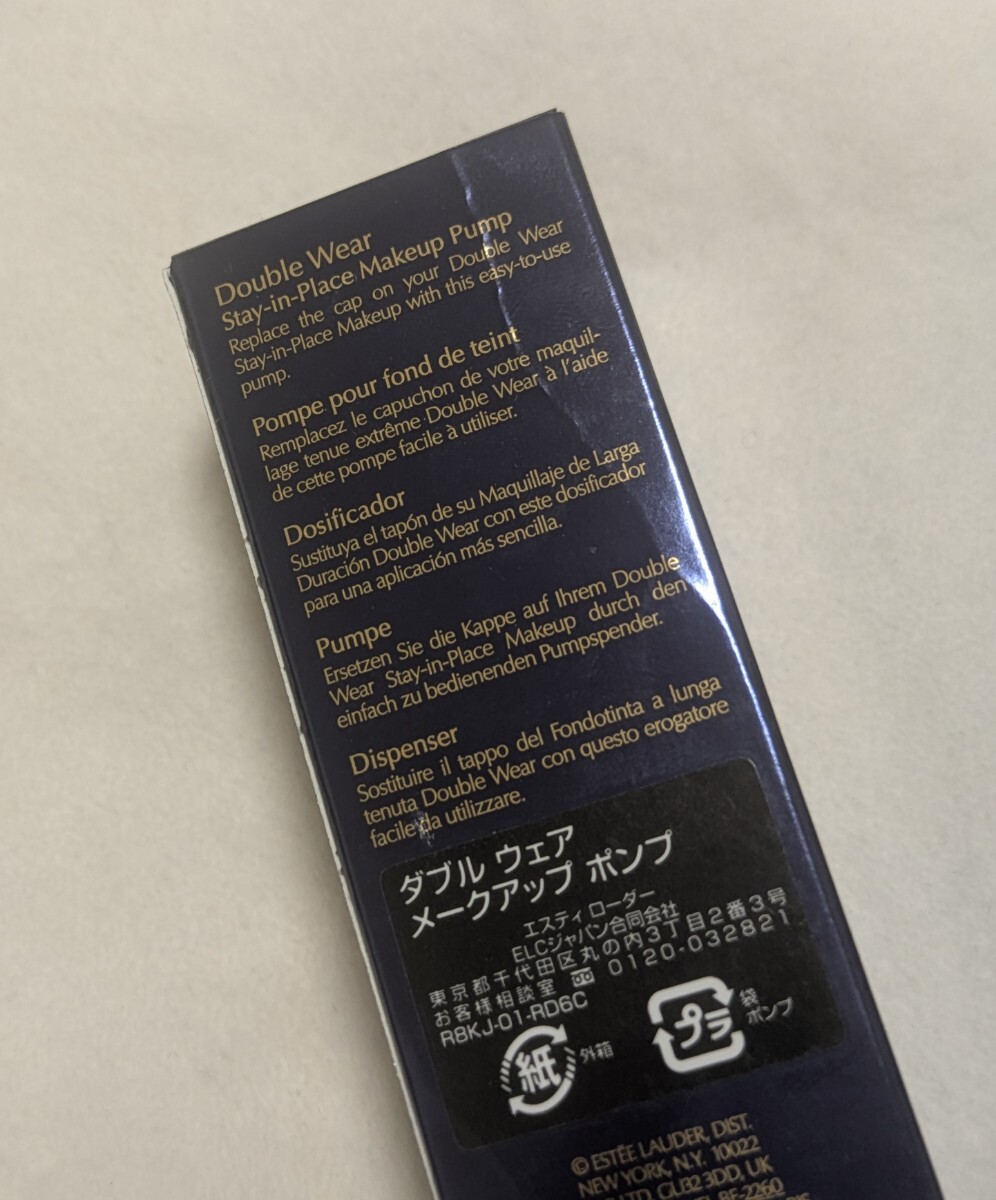 Double Wear
Stay-in-Place Makeup Pump
Replace the cap on your Double Wear
Stay-in-Place Makeup with this easy-to-use
pump.
Pompe pour fond de teint
Remplacez le capuchon de votre maquil-
lage tenue extrême Double Wear à l'aide
de cette pompe facile à utiliser.
Dosificador
Sustituya el tapón de su Maquillaje de Larga
Duración Double Wear con este dosificador
para una aplicación más sencilla.
Pumpe
Ersetzen Sie die Kappe auf Ihrem Double
Wear Stay-in-Place Makeup durch den
einfach zu bedienenden Pumpspender.
Dispenser
Sostituire il tappo del Fondotinta a lunga
tenuta Double Wear con questo erogatore
facile da utilizzare.
ダブル ウェア
メークアップ ポンプ
エスティ ローダー
ELCジャパン合同会社
東京都千代田区丸の内3丁目2番3号
お客様相談室 0120-032821
R8KJ-01-RD6C
紙 外箱
プラ 袋
ポンプ
© ESTÉE LAUDER, DIST.
NEW YORK, N.Y. 10022
LTD, GU32 3DD, UK
BE-2260